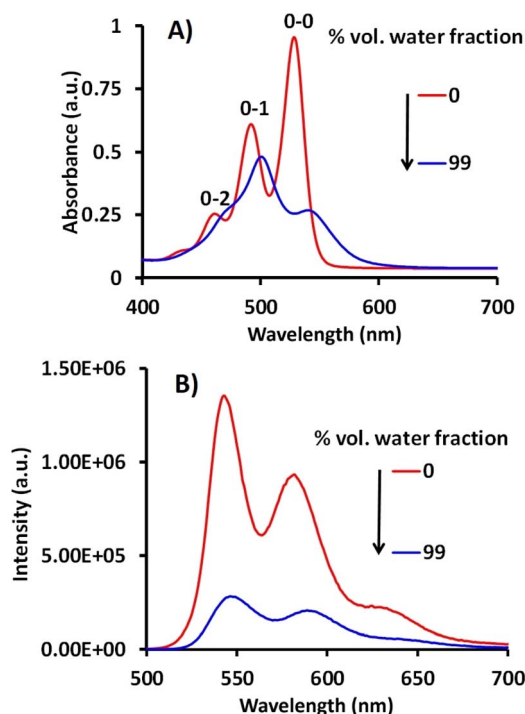 A)
0-0
% vol. water fraction
1
0.75
0.5
0.25
0
Absorbance (a.u.)
0-1
0-2
0
99
400
500
600
700
Wavelength (nm)
B)
1.50E+06
1.00E+06
5.00E+05
0.00E+00
Intensity (a.u.)
% vol. water fraction
0
99
500
550
600
650
700
Wavelength (nm)